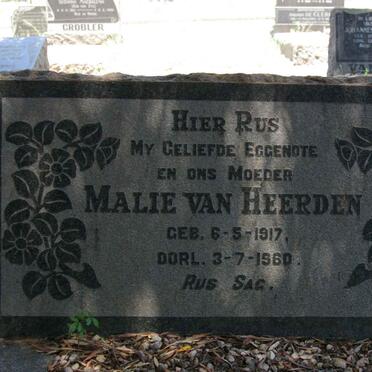 GROBLER
HIER RUS
MY GELIEFDE EGGENOTE
EN ONS MOEDER
MALIE VAN HEERDEN
GEB. 6-5-1917,
OORL. 3-7-1960.
RUS SAG.